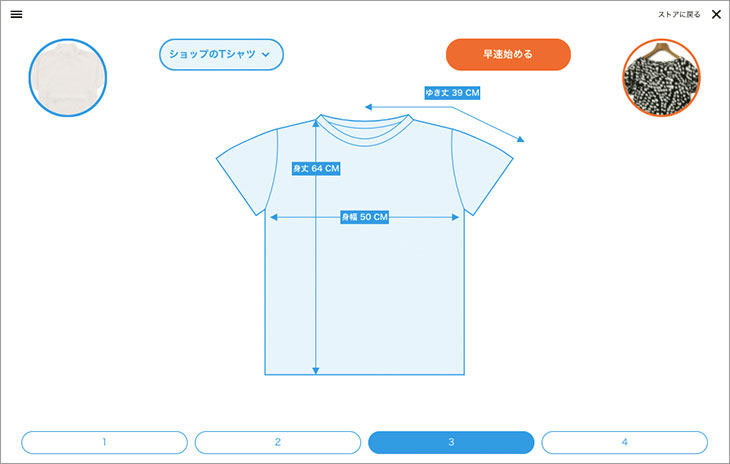 ストアに戻る
ショップのTシャツ
早速始める
ゆき丈 39 CM
身丈 64 CM
身幅 50 CM
1
2
3
4